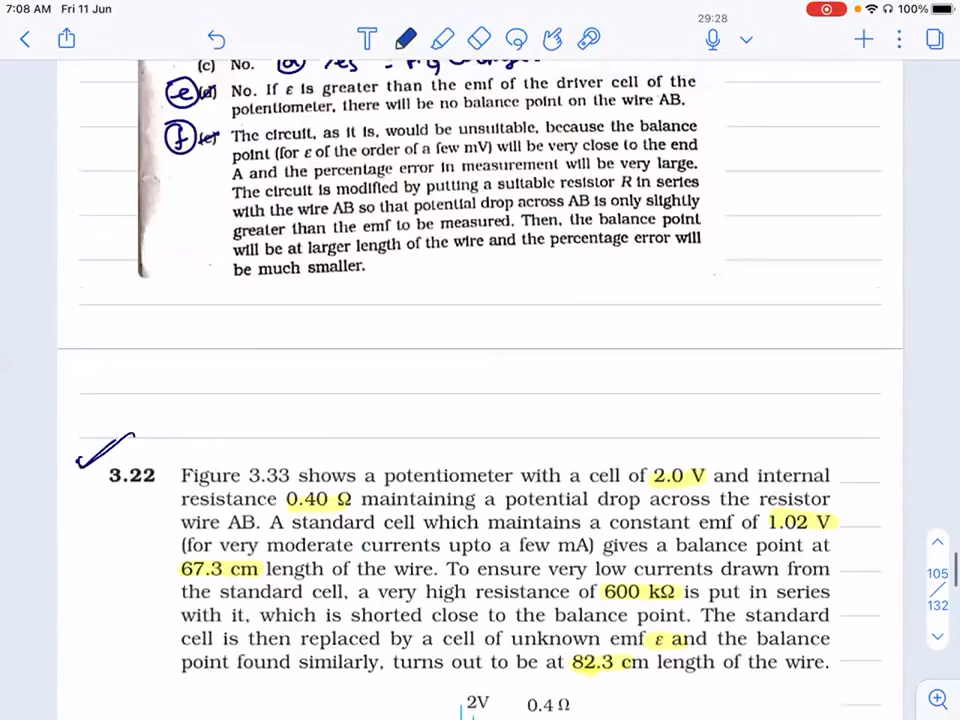 7:08 AM Fri 11 Jun
100%
29:28
T
(c) No. (d) Yes
(e) (d) No. If ε is greater than the emf of the driver cell of the
potentiometer, there will be no balance point on the wire AB.
(f) (e) The circuit, as it is, would be unsuitable, because the balance
point (for ε of the order of a few mV) will be very close to the end
A and the percentage error in measurement will be very large.
The circuit is modified by putting a suitable resistor R in series
with the wire AB so that potential drop across AB is only slightly
greater than the emf to be measured. Then, the balance point
will be at larger length of the wire and the percentage error will
be much smaller.
3.22 Figure 3.33 shows a potentiometer with a cell of 2.0 V and internal
resistance 0.40 Ω maintaining a potential drop across the resistor
wire AB. A standard cell which maintains a constant emf of 1.02 V
(for very moderate currents upto a few mA) gives a balance point at
67.3 cm length of the wire. To ensure very low currents drawn from
the standard cell, a very high resistance of 600 kΩ is put in series
with it, which is shorted close to the balance point. The standard
cell is then replaced by a cell of unknown emf ε and the balance
point found similarly, turns out to be at 82.3 cm length of the wire.
2V 0.4 Ω
105
132